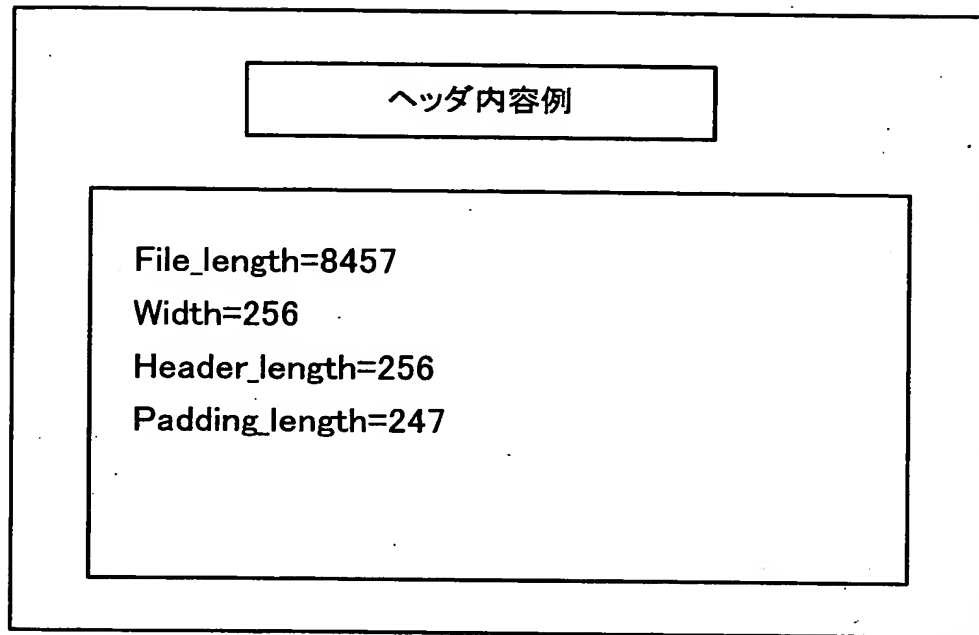 ヘッダ内容例
File_length=8457
Width=256
Header_length=256
Padding_length=247